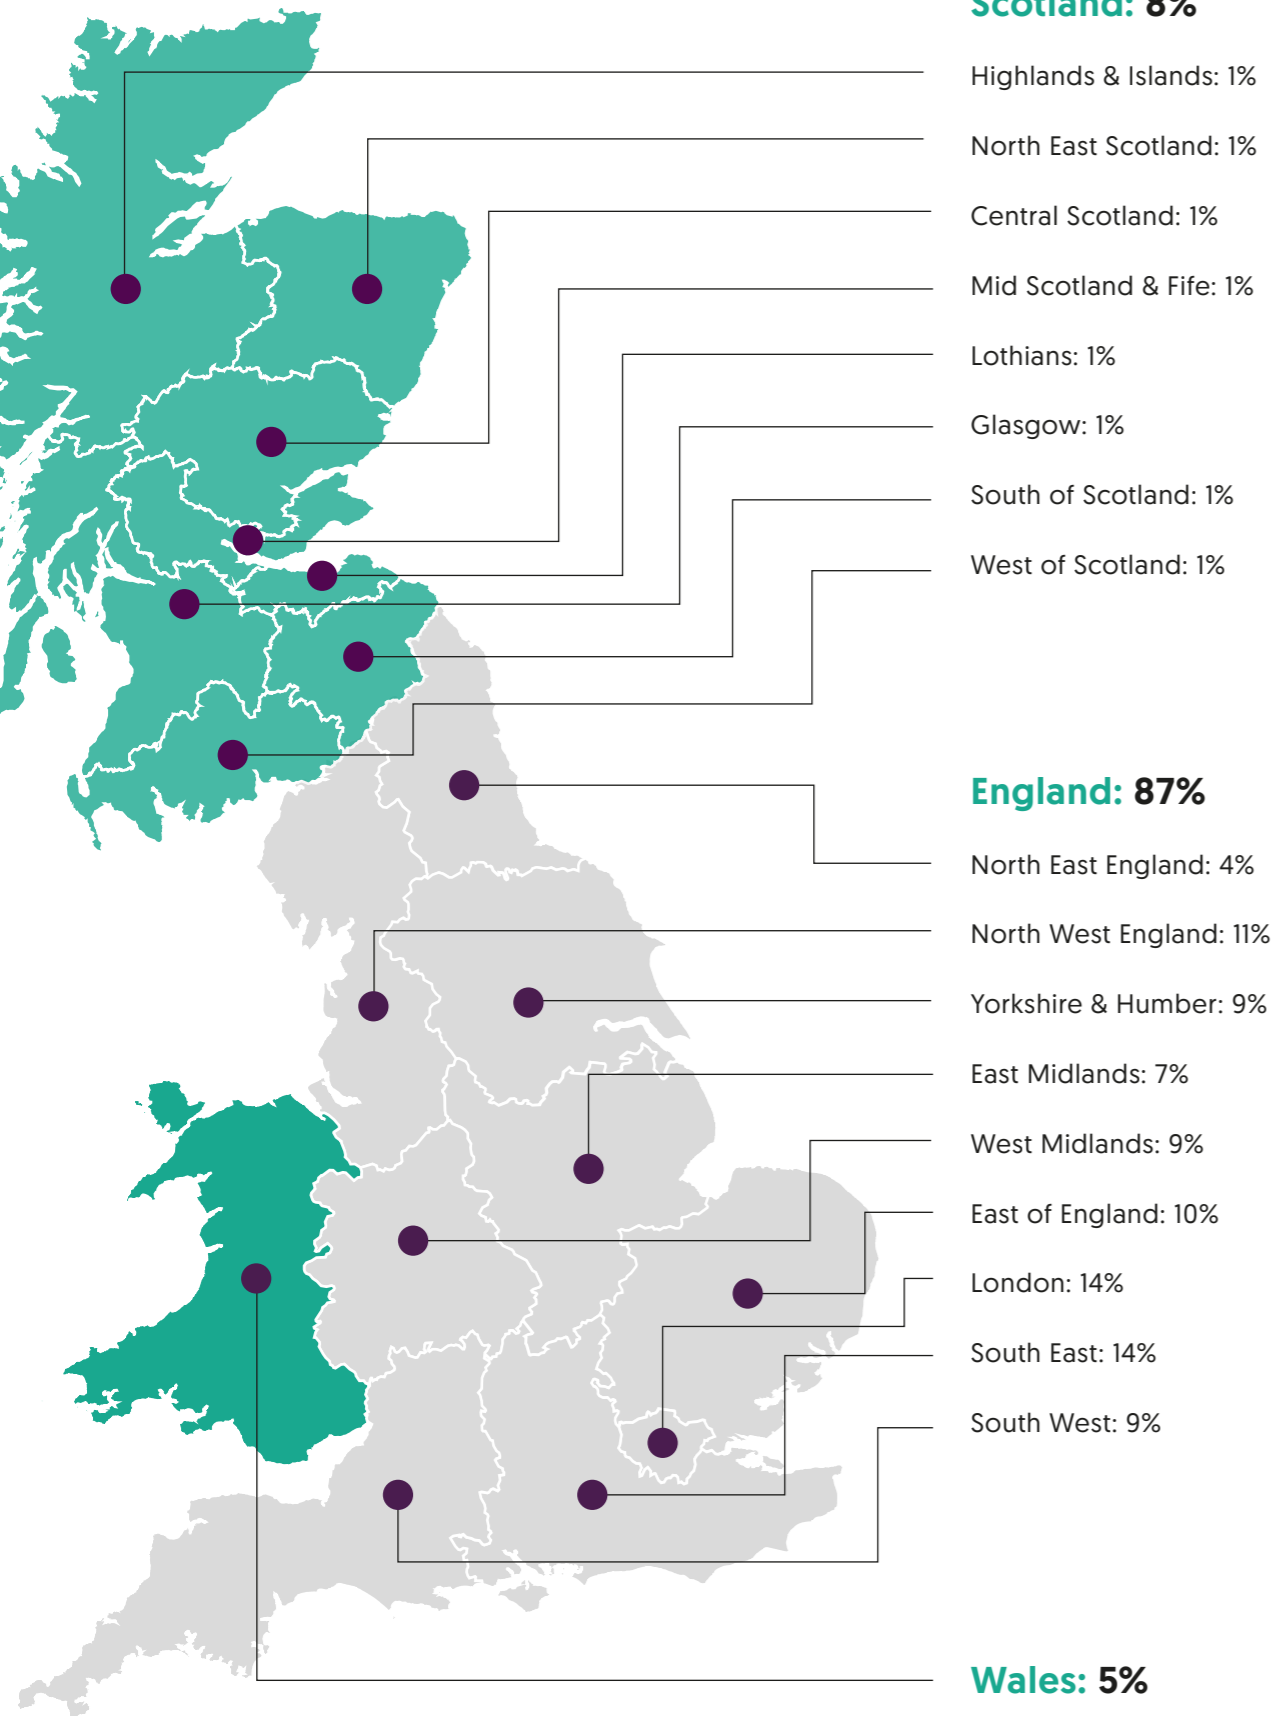 Scotland: 8%
Highlands & Islands: 1%
North East Scotland: 1%
Central Scotland: 1%
Mid Scotland & Fife: 1%
Lothians: 1%
Glasgow: 1%
South of Scotland: 1%
West of Scotland: 1%
England: 87%
North East England: 4%
North West England: 11%
Yorkshire & Humber: 9%
East Midlands: 7%
West Midlands: 9%
East of England: 10%
London: 14%
South East: 14%
South West: 9%
Wales: 5%